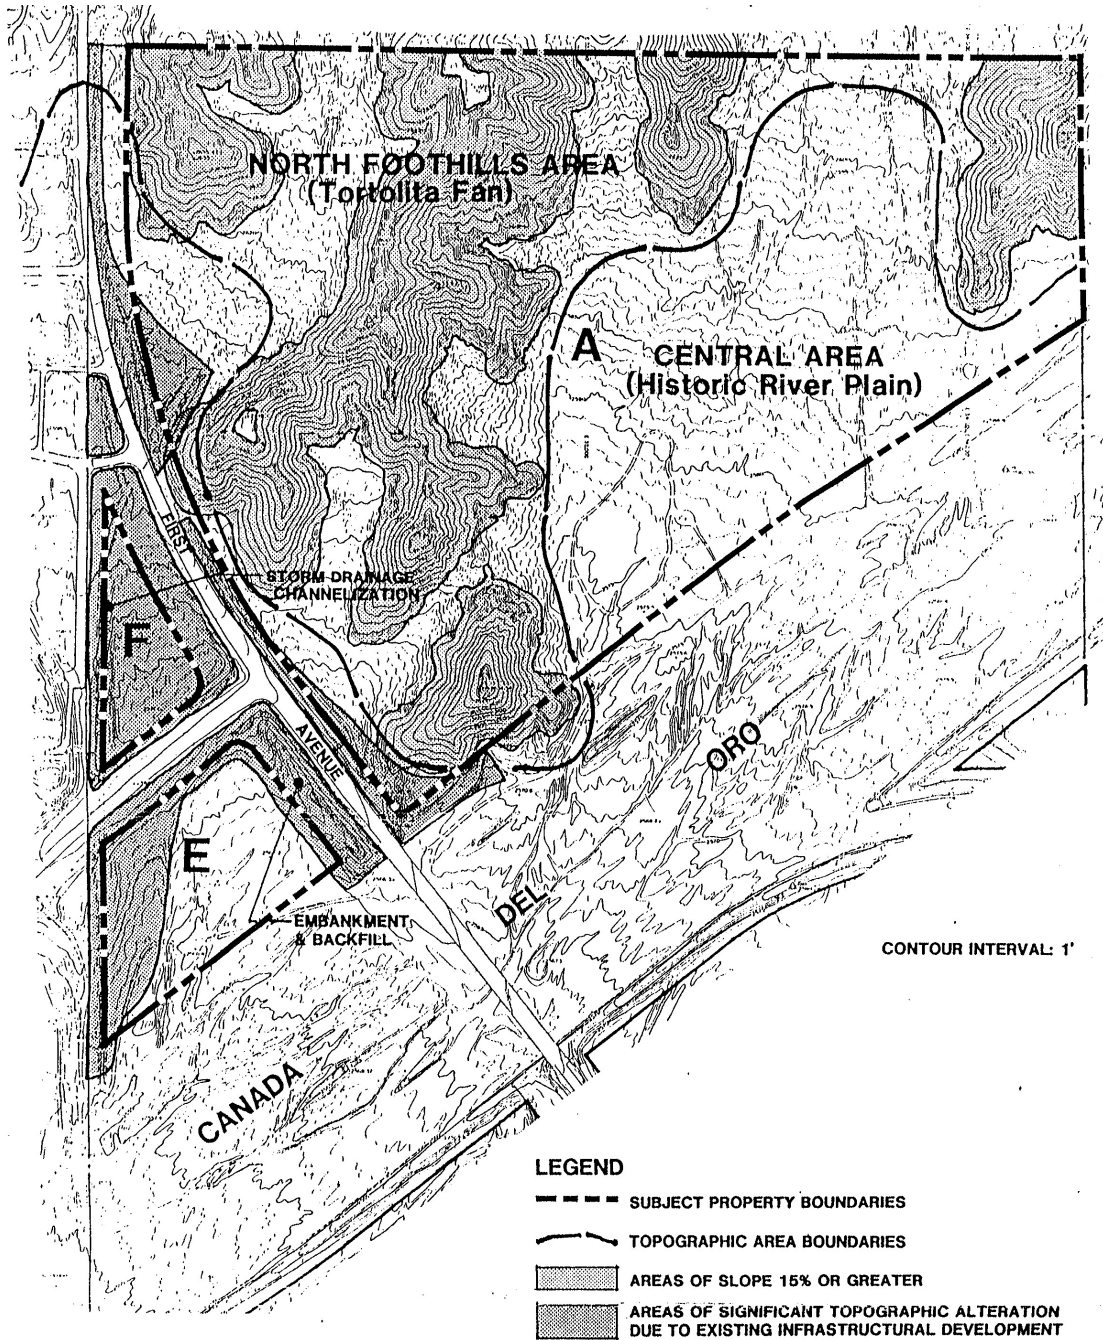 NORTH FOOTHILLS AREA
(Tortolita Fan)
A
CENTRAL AREA
(Historic River Plain)
FIRST
STORM DRAINAGE
CHANNELIZATION
F
AVENUE
ORO
E
DEL
EMBANKMENT
& BACKFILL
CONTOUR INTERVAL: 1'
CANADA
LEGEND
SUBJECT PROPERTY BOUNDARIES
TOPOGRAPHIC AREA BOUNDARIES
AREAS OF SLOPE 15% OR GREATER
AREAS OF SIGNIFICANT TOPOGRAPHIC ALTERATION
DUE TO EXISTING INFRASTRUCTURAL DEVELOPMENT